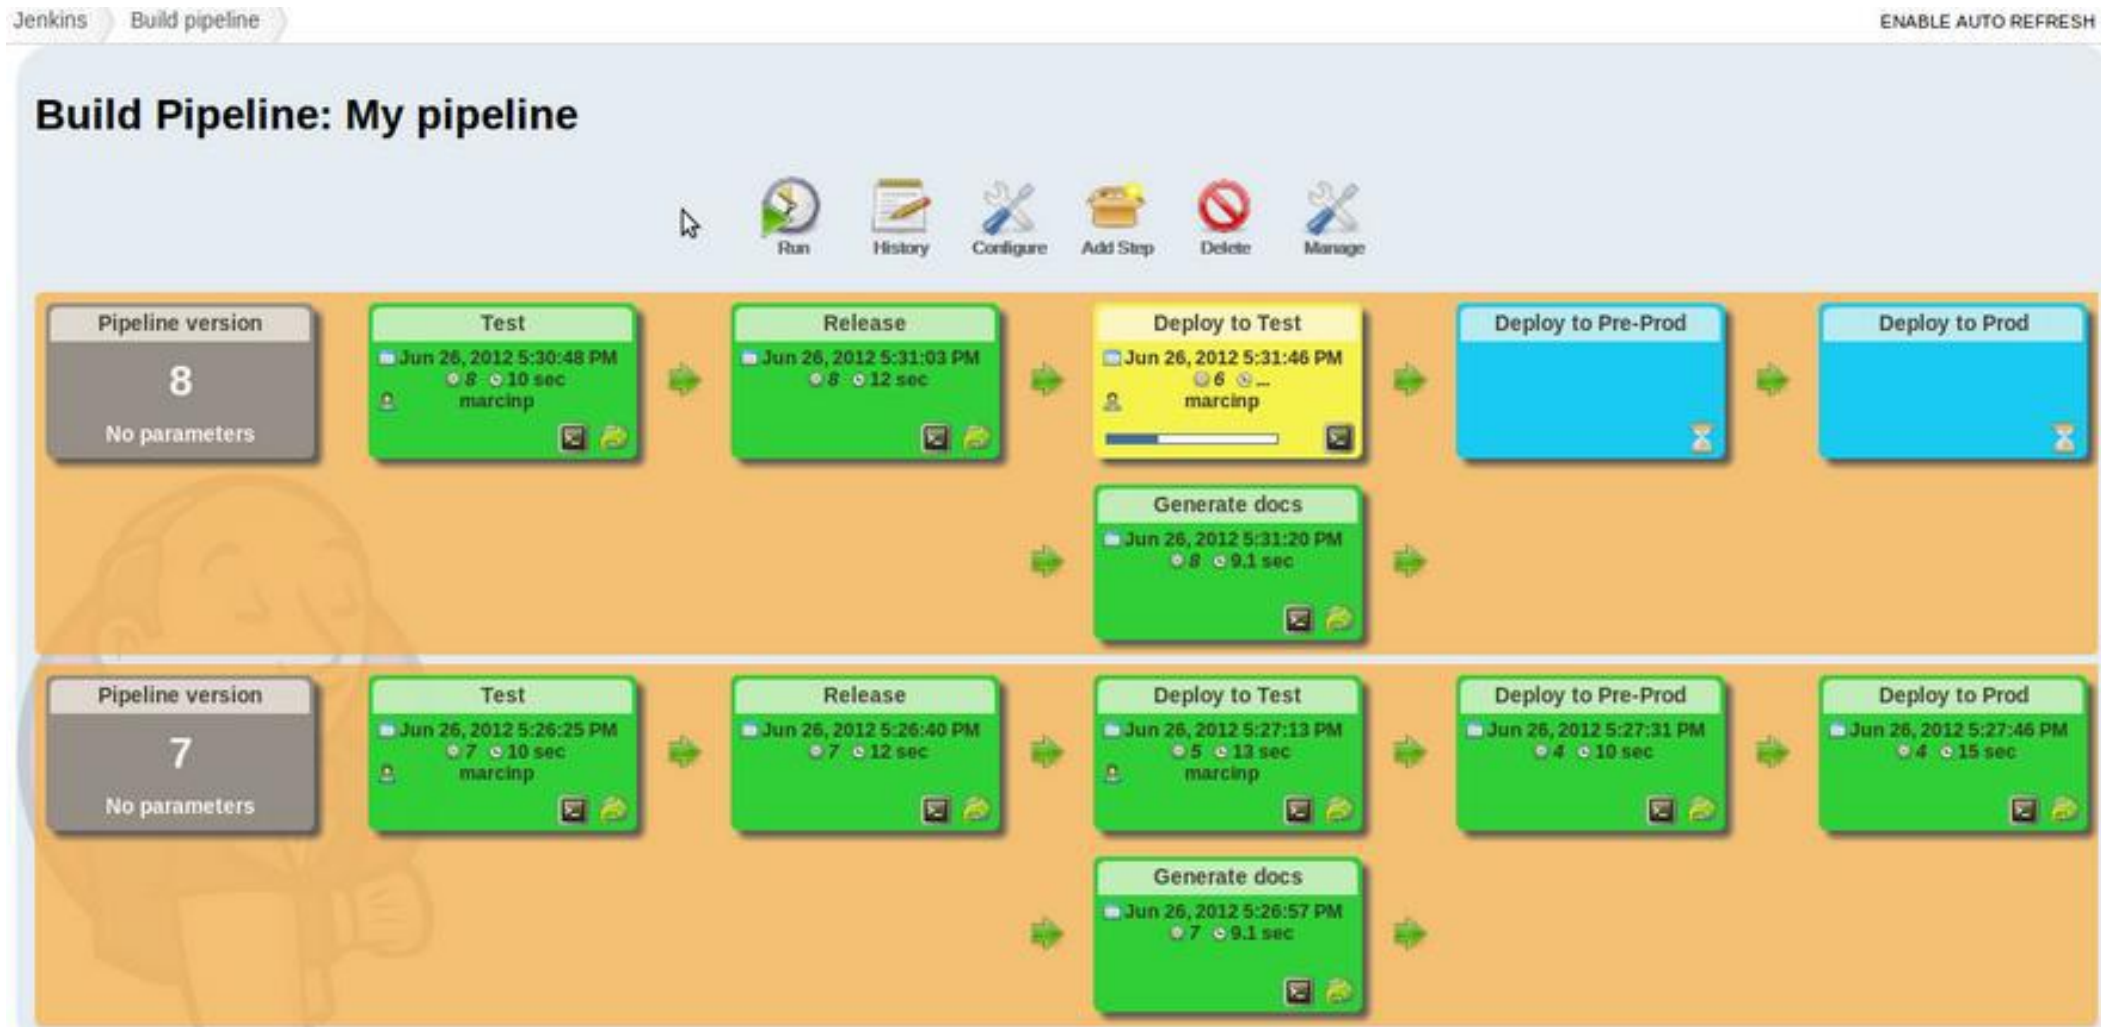 Jenkins Build pipeline ENABLE AUTO REFRESH
Build Pipeline: My pipeline
Run History Configure Add Step Delete Manage
Pipeline version
8
No parameters
Test
Jun 26, 2012 5:30:48 PM
8 10 sec
marcinp
Release
Jun 26, 2012 5:31:03 PM
8 12 sec
Deploy to Test
Jun 26, 2012 5:31:46 PM
6 ...
marcinp
Deploy to Pre-Prod
Deploy to Prod
Generate docs
Jun 26, 2012 5:31:20 PM
8 9.1 sec
Pipeline version
7
No parameters
Test
Jun 26, 2012 5:26:25 PM
7 10 sec
marcinp
Release
Jun 26, 2012 5:26:40 PM
7 12 sec
Deploy to Test
Jun 26, 2012 5:27:13 PM
5 13 sec
marcinp
Deploy to Pre-Prod
Jun 26, 2012 5:27:31 PM
4 10 sec
Deploy to Prod
Jun 26, 2012 5:27:46 PM
4 15 sec
Generate docs
Jun 26, 2012 5:26:57 PM
7 9.1 sec